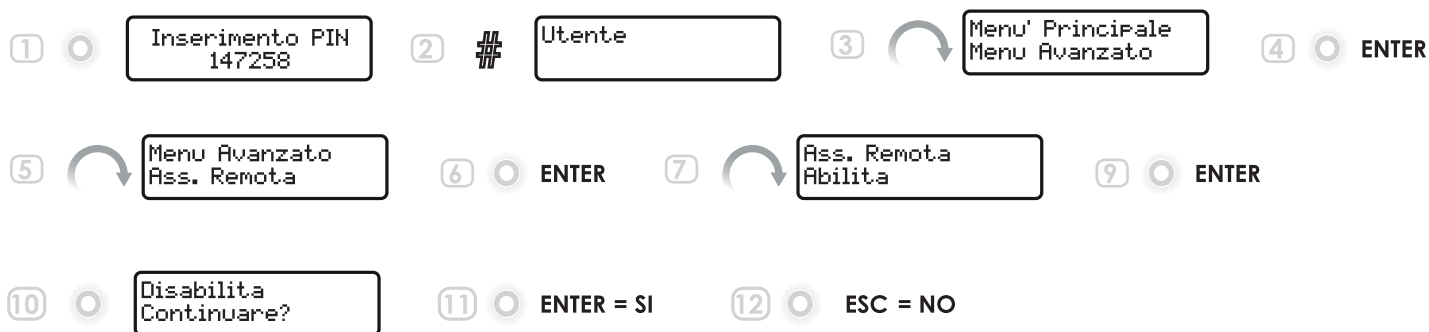 1
Inserimento PIN
147258
2
#
Utente
3
Menu' Principale
Menu Avanzato
4
ENTER
5
Menu Avanzato
Ass. Remota
6
ENTER
7
Ass. Remota
Abilita
9
ENTER
10
Disabilita
Continuare?
11
ENTER = SI
12
ESC = NO